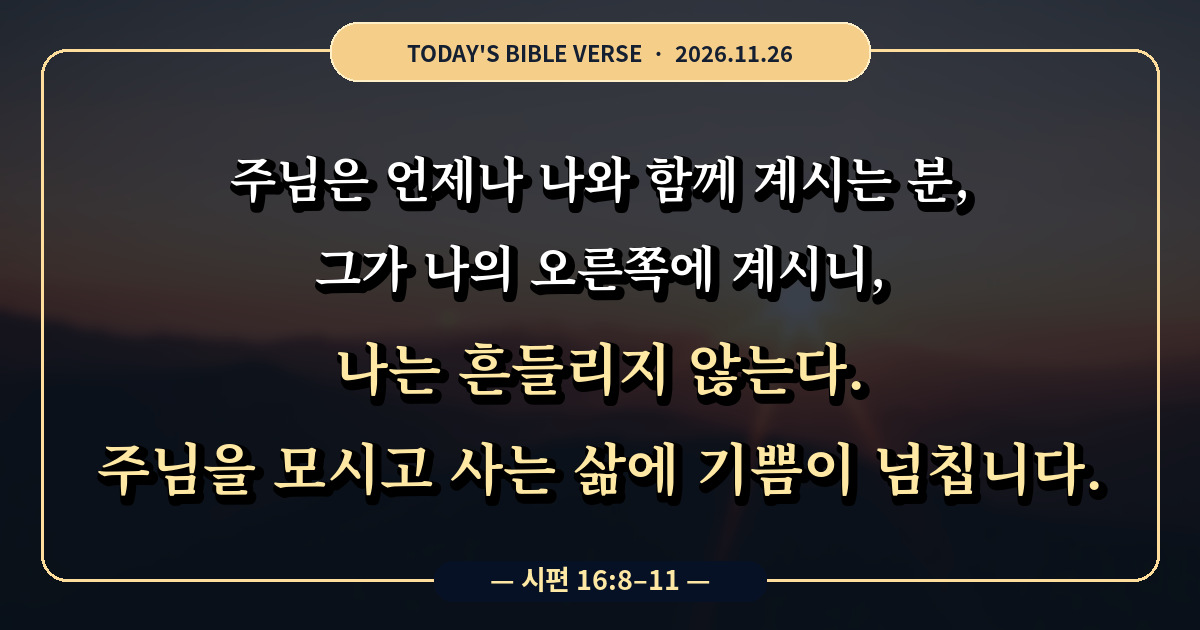 TODAY'S BIBLE VERSE · 2026.11.26
주님은 언제나 나와 함께 계시는 분,
그가 나의 오른쪽에 계시니,
나는 흔들리지 않는다.
주님을 모시고 사는 삶에 기쁨이 넘칩니다.
— 시편 16:8–11 —